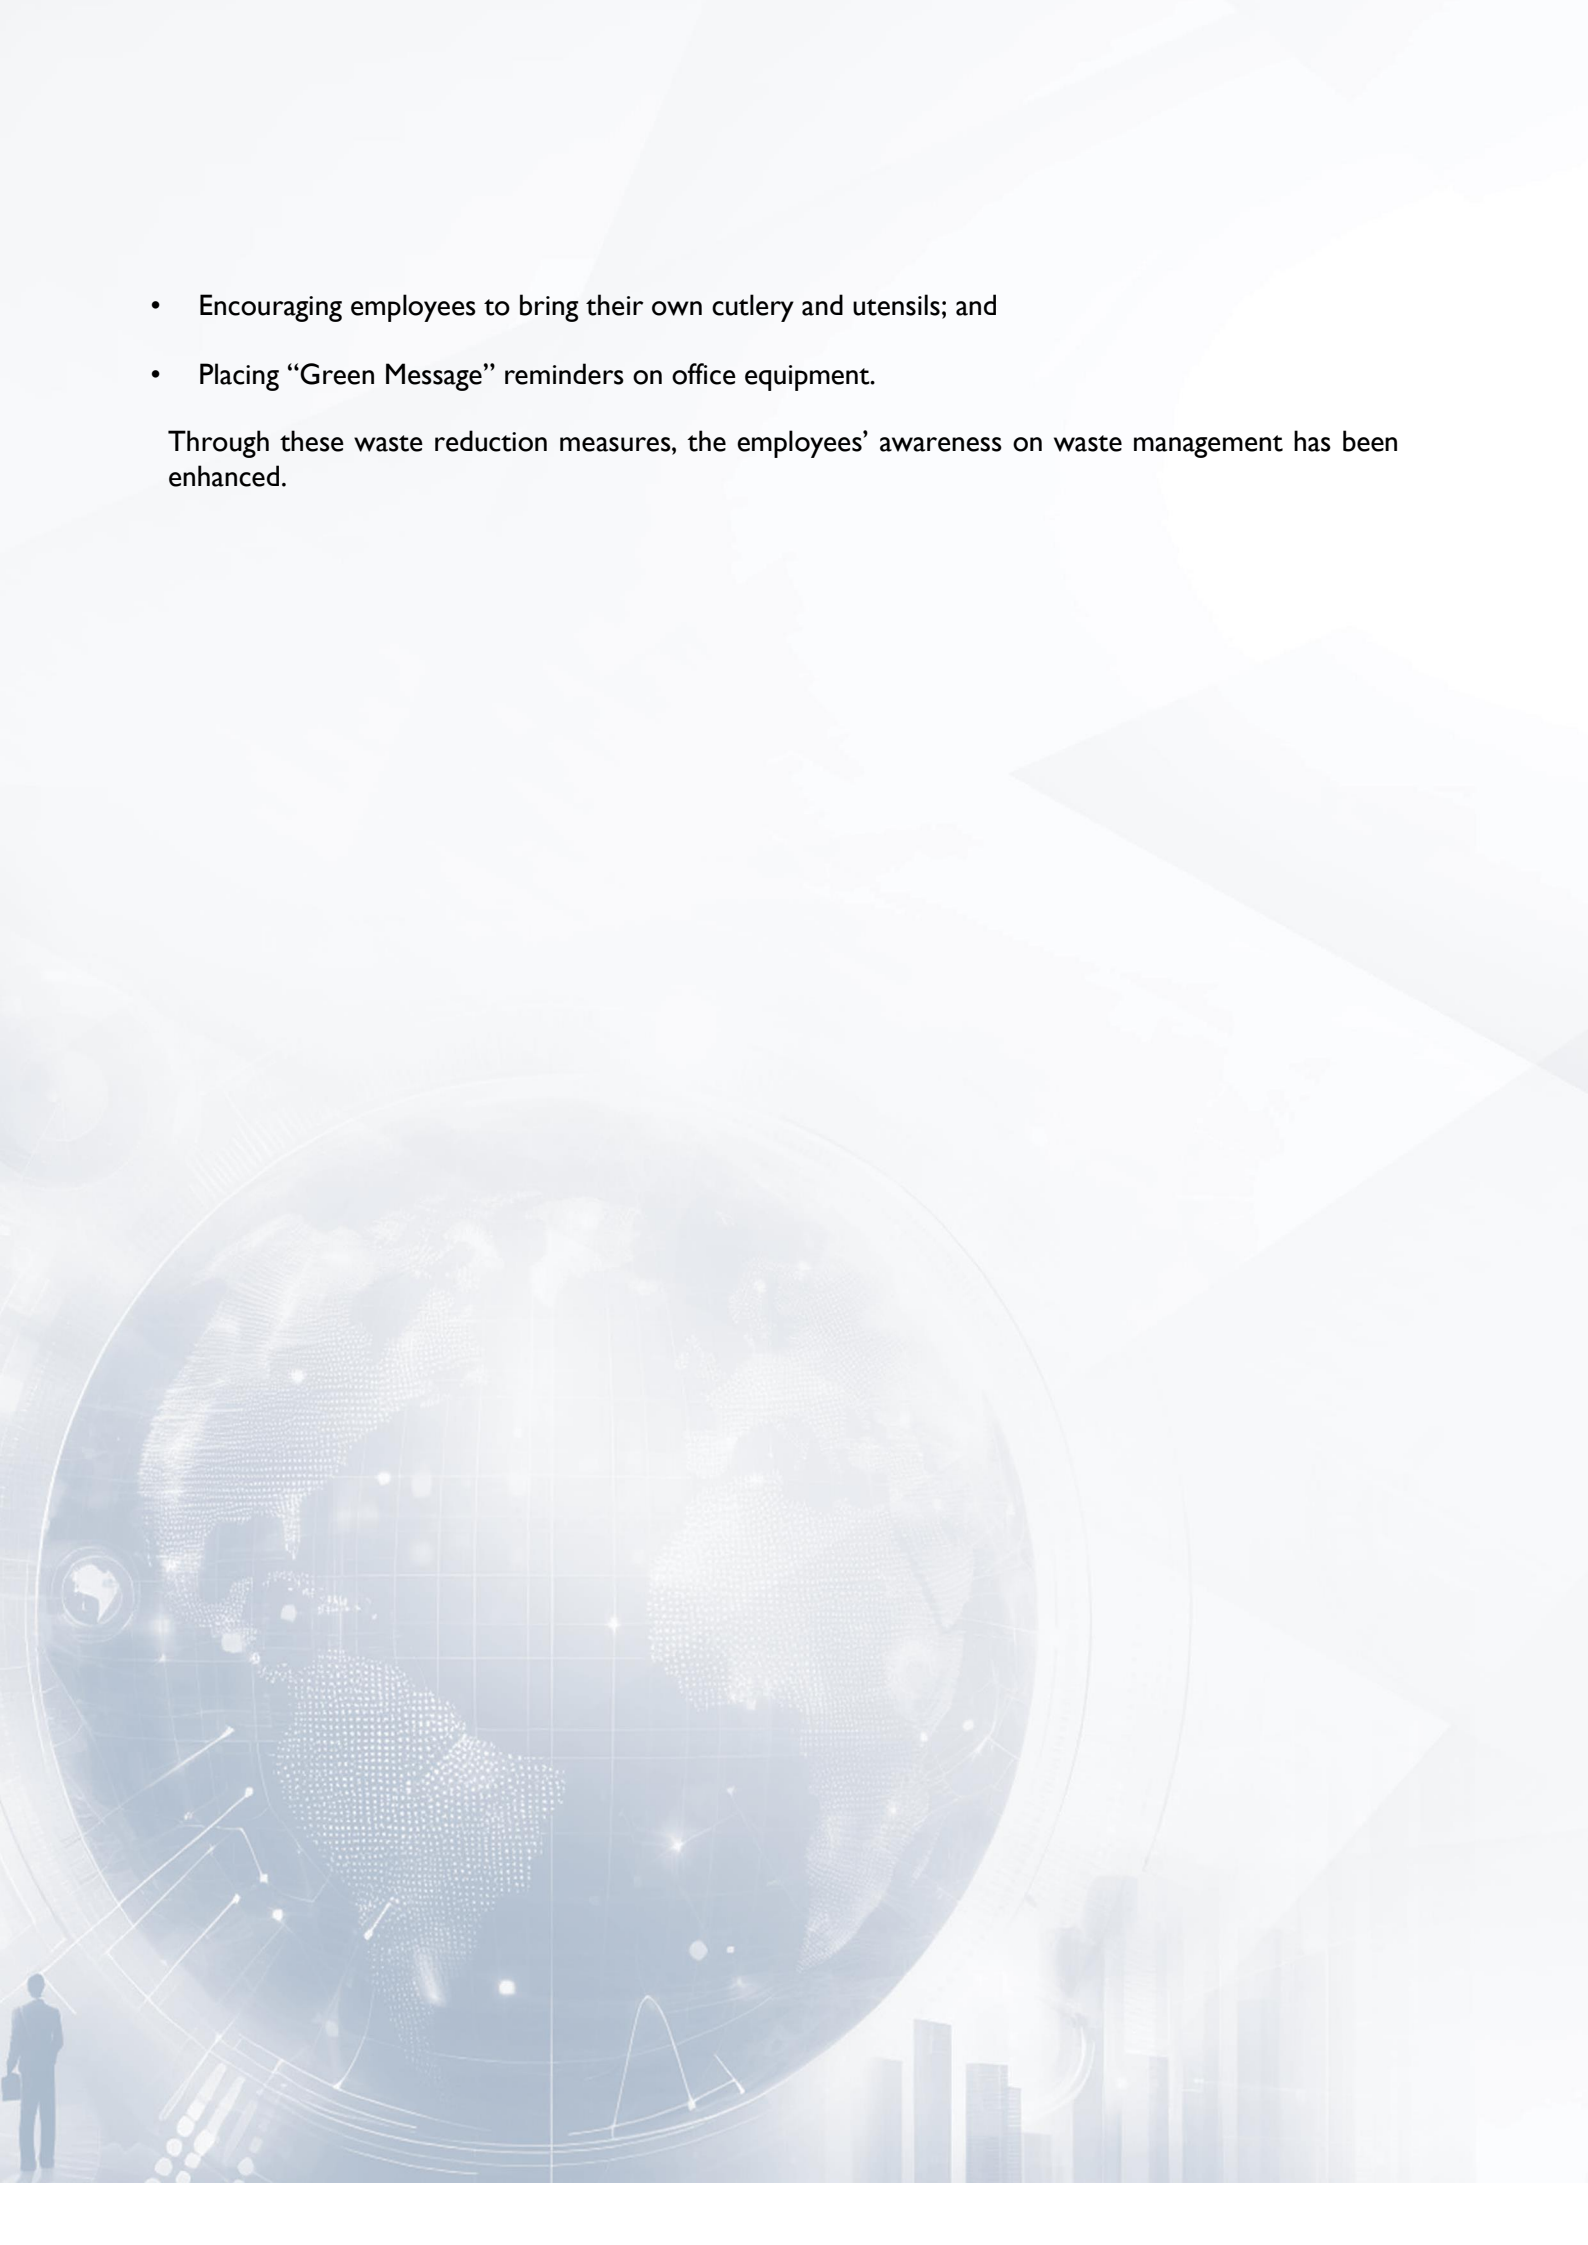 • Encouraging employees to bring their own cutlery and utensils; and
• Placing “Green Message” reminders on office equipment.
Through these waste reduction measures, the employees’ awareness on waste management has been
enhanced.